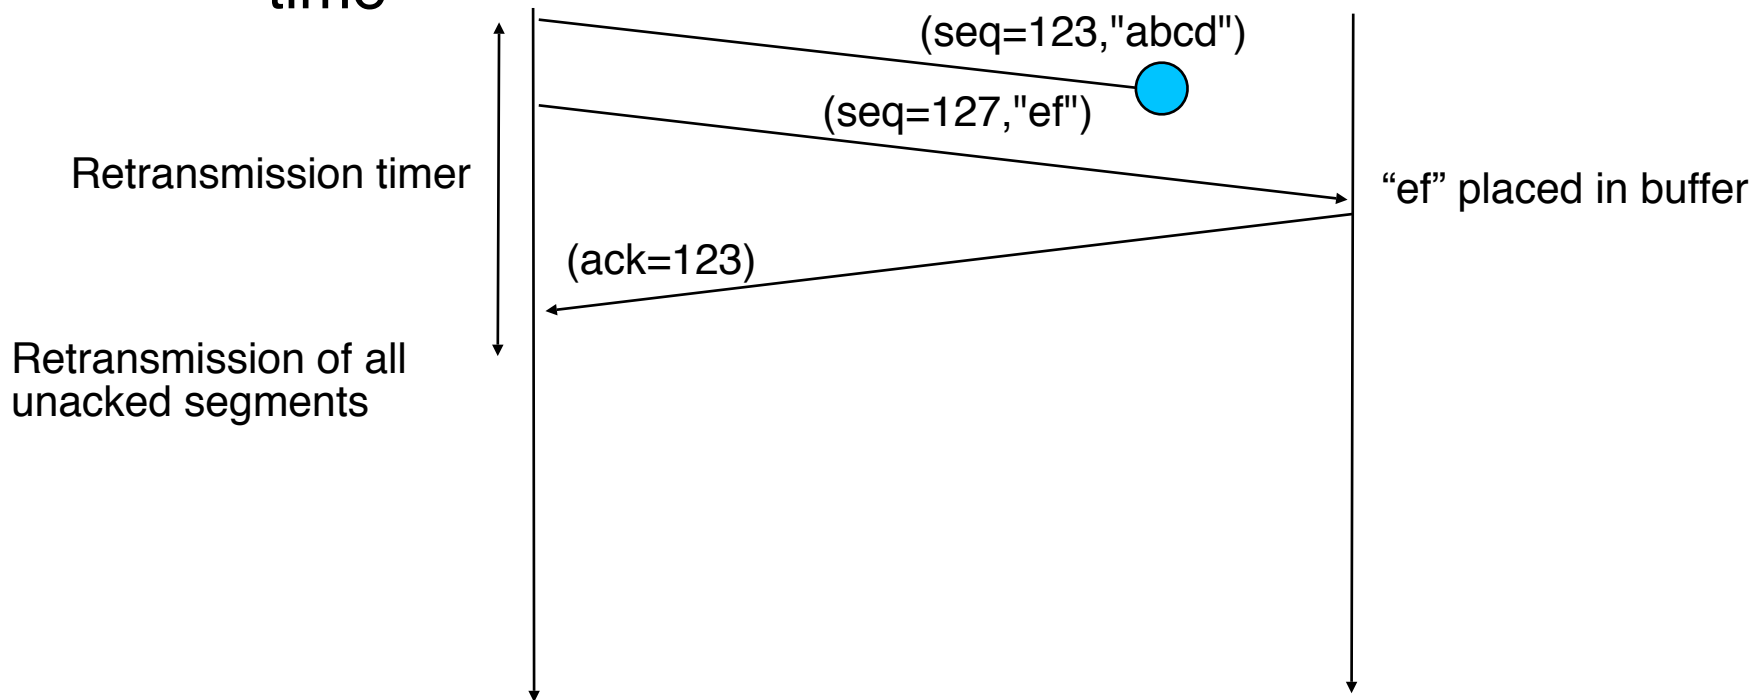 time
(seq=123,"abcd")
(seq=127,"ef")
Retransmission timer
“ef” placed in buffer
(ack=123)
Retransmission of all
unacked segments